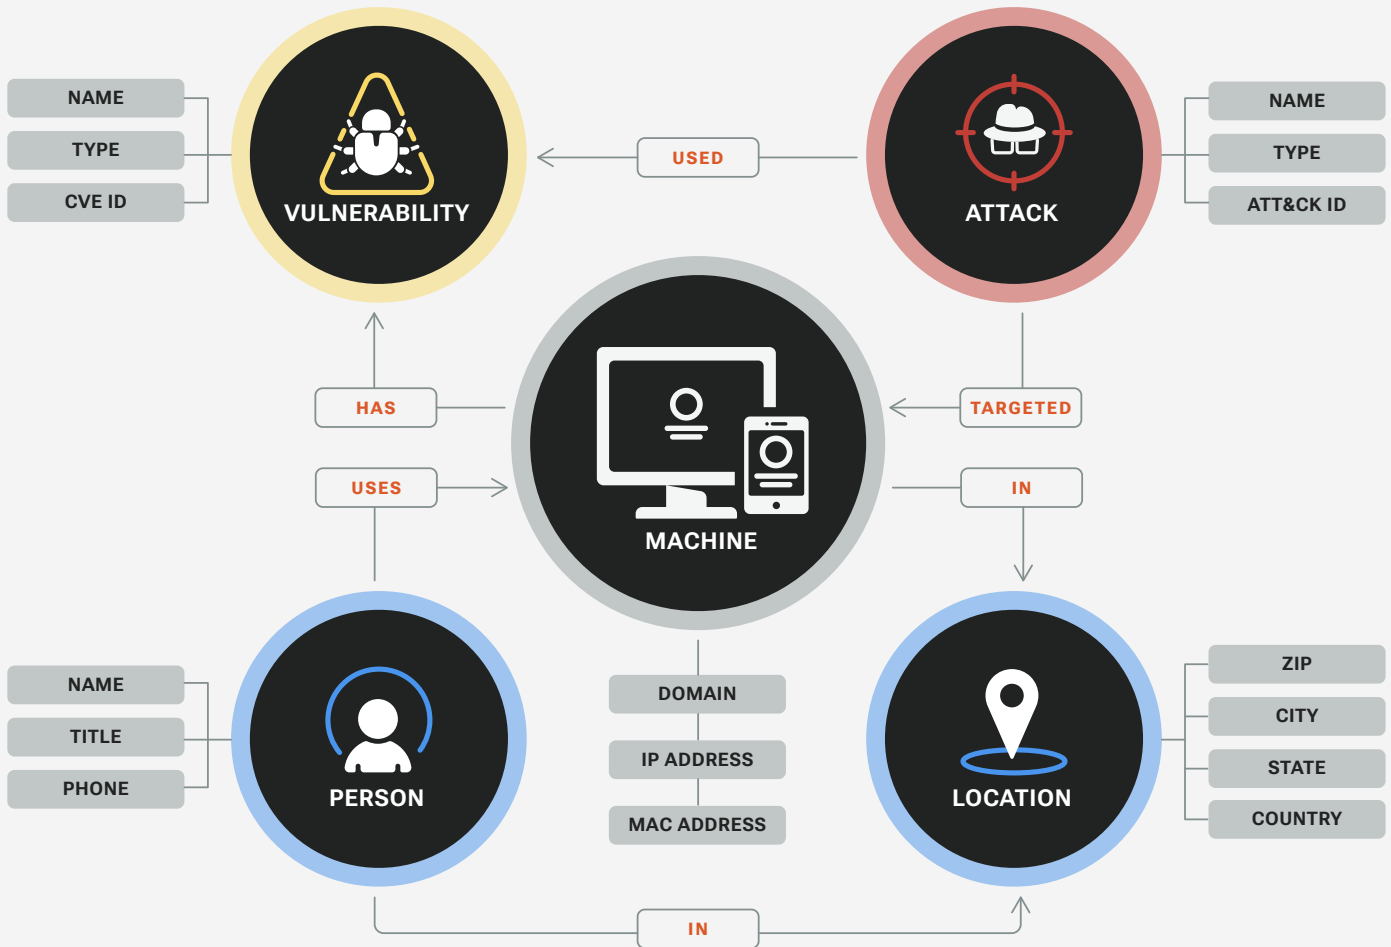 NAME
TYPE
CVE ID
VULNERABILITY
USED
ATTACK
NAME
TYPE
ATT&CK ID
HAS
TARGETED
USES
IN
MACHINE
NAME
TITLE
PHONE
PERSON
DOMAIN
IP ADDRESS
MAC ADDRESS
LOCATION
ZIP
CITY
STATE
COUNTRY
IN